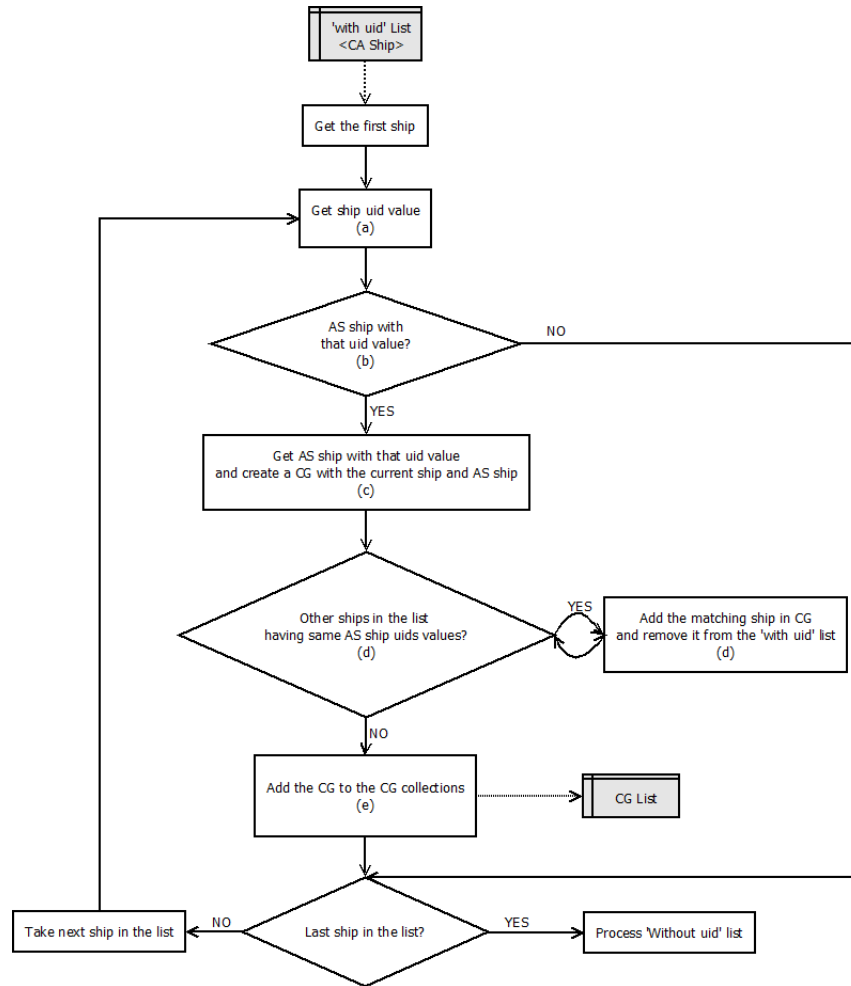 'with uid' List
<CA Ship>
Get the first ship
Get ship uid value
(a)
AS ship with
that uid value?
(b)
NO
YES
Get AS ship with that uid value
and create a CG with the current ship and AS ship
(c)
Other ships in the list
having same AS ship uids values?
(d)
YES
Add the matching ship in CG
and remove it from the 'with uid' list
(d)
NO
Add the CG to the CG collections
(e)
CG List
Take next ship in the list
NO
Last ship in the list?
YES
Process 'Without uid' list